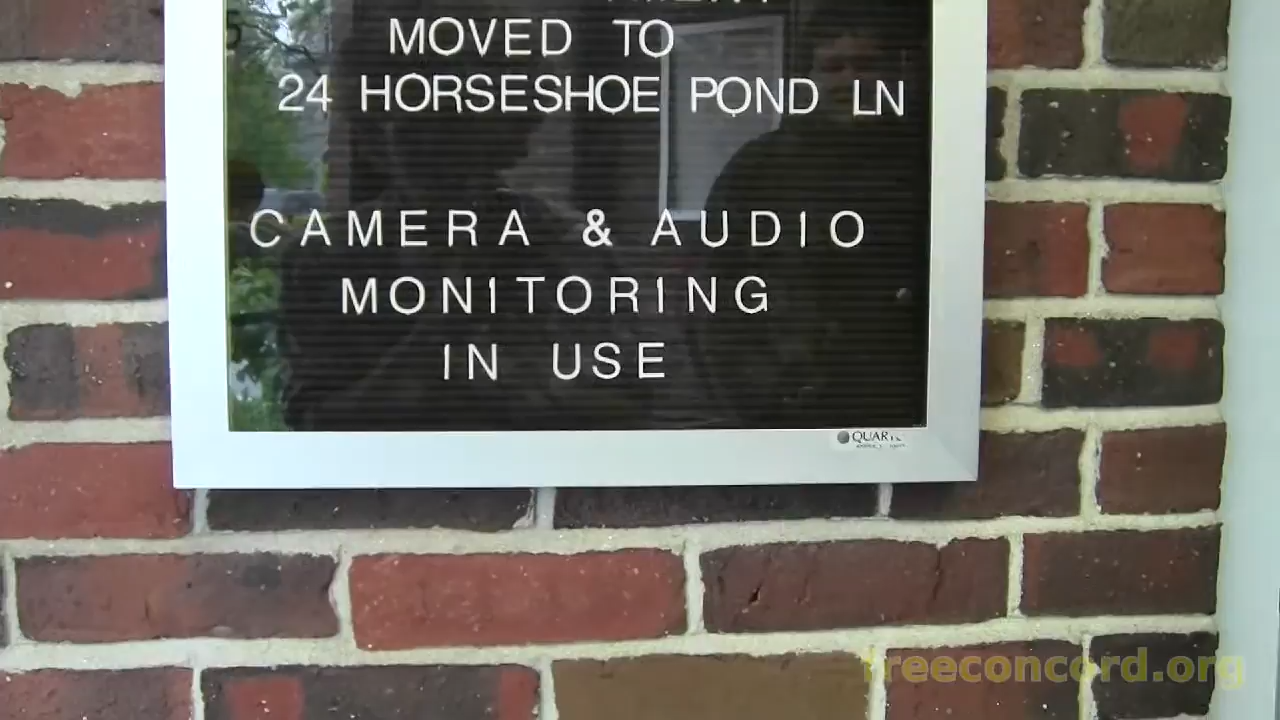 MOVED TO
24 HORSESHOE POND LN
CAMERA & AUDIO
MONITORING
IN USE
freeconcord.org